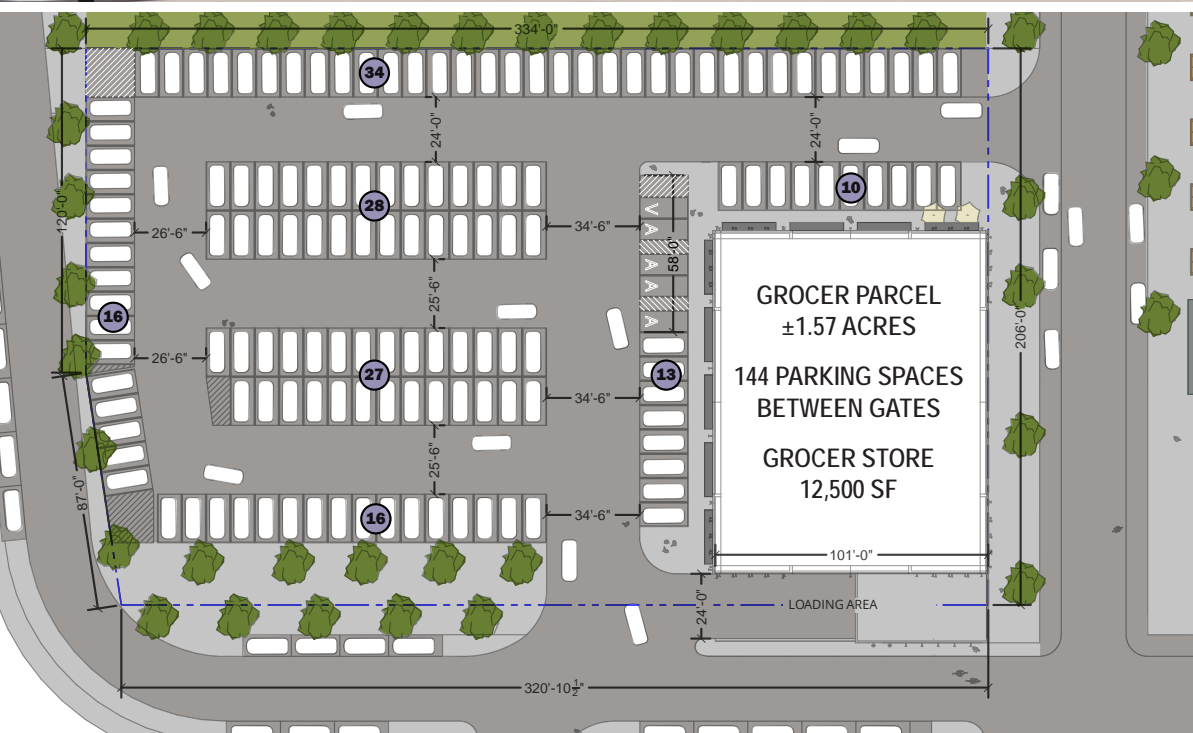 334'-0"
34
24'-0"
24'-0"
120'-0"
28
10
V
A
26'-6"
34'-6"
58'-0"
A
25'-6"
A
GROCER PARCEL
±1.57 ACRES
16
A
206'-0"
26'-6"
27
13
144 PARKING SPACES
BETWEEN GATES
34'-6"
25'-6"
GROCER STORE
12,500 SF
87'-0"
16
34'-6"
101'-0"
24'-0"
LOADING AREA
320'-10½"